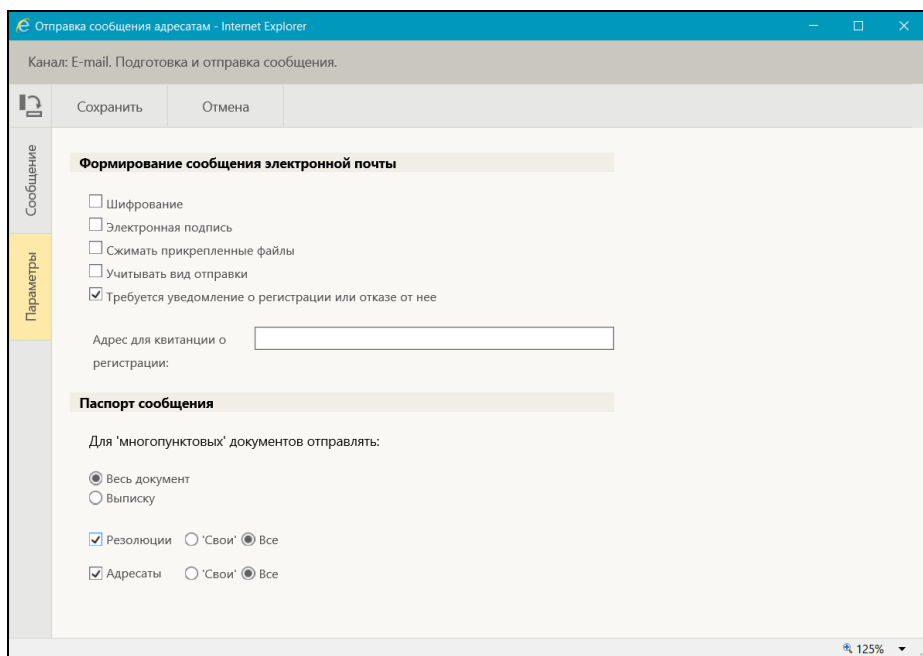 Отправка сообщения адресатам - Internet Explorer
Канал: E-mail. Подготовка и отправка сообщения.
Сохранить Отмена
Сообщение
Параметры
Формирование сообщения электронной почты
Шифрование
Электронная подпись
Сжимать прикрепленные файлы
Учитывать вид отправки
Требуется уведомление о регистрации или отказе от нее
Адрес для квитанции о
регистрации:
Паспорт сообщения
Для 'многопунктовых' документов отправлять:
Весь документ
Выписку
Резолюции 'Свои' Все
Адресаты 'Свои' Все
125%